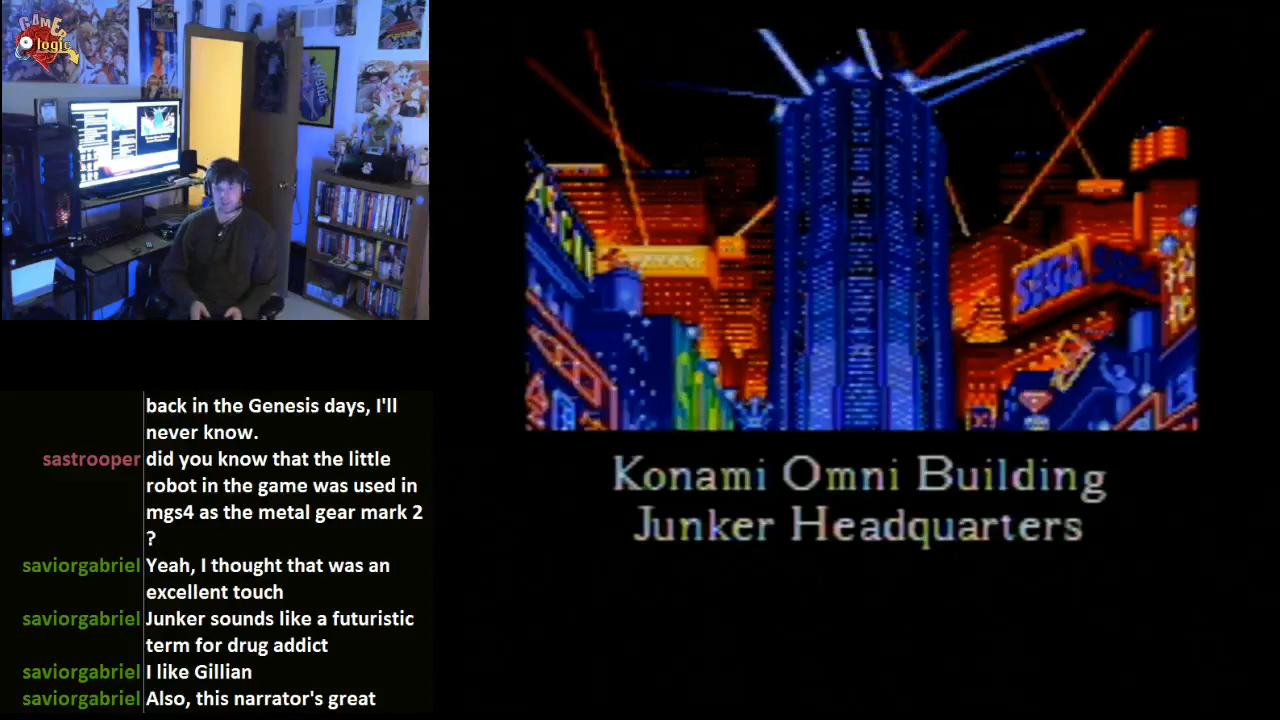 GAMER
logic
SEGA
Konami Omni Building
Junker Headquarters
back in the Genesis days, I'll
never know.
sastrooper did you know that the little
robot in the game was used in
mgs4 as the metal gear mark 2
?
saviorgabriel Yeah, I thought that was an
excellent touch
saviorgabriel Junker sounds like a futuristic
term for drug addict
saviorgabriel I like Gillian
saviorgabriel Also, this narrator's great